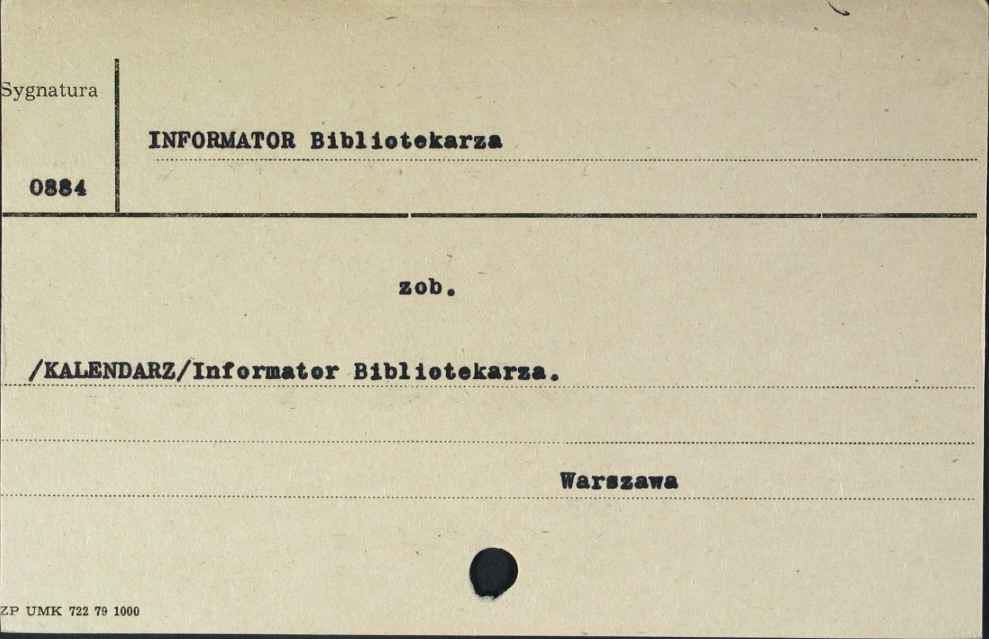 Sygnatura
INFORMATOR Bibliotekarza
0884
zob.
/KALENDARZ/Informator Bibliotekarza.
Warszawa
ZP UMK 722 79 1000